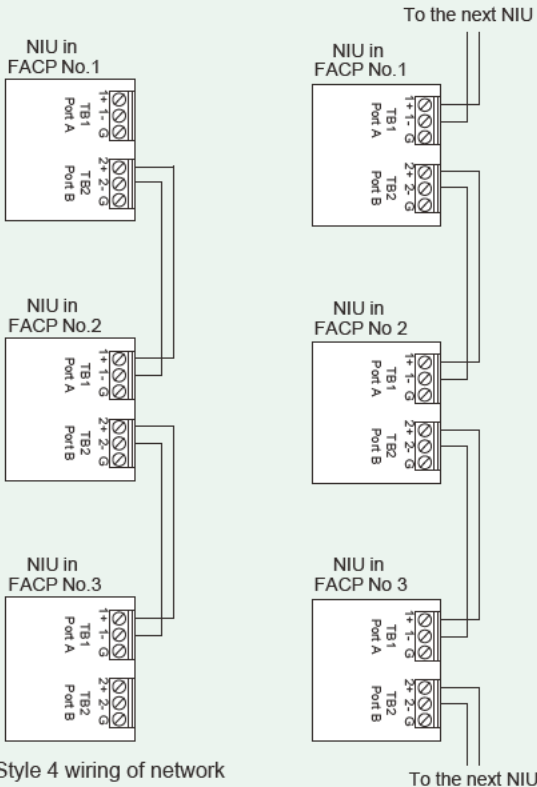 NIU in
FACP No.1
1+ 1- G
TB1
Port A
2+ 2- G
TB2
Port B
NIU in
FACP No.2
1+ 1- G
TB1
Port A
2+ 2- G
TB2
Port B
NIU in
FACP No.3
1+ 1- G
TB1
Port A
2+ 2- G
TB2
Port B
Style 4 wiring of network
To the next NIU
NIU in
FACP No.1
1+ 1- G
TB1
Port A
2+ 2- G
TB2
Port B
NIU in
FACP No 2
1+ 1- G
TB1
Port A
2+ 2- G
TB2
Port B
NIU in
FACP No 3
1+ 1- G
TB1
Port A
2+ 2- G
TB2
Port B
To the next NIU